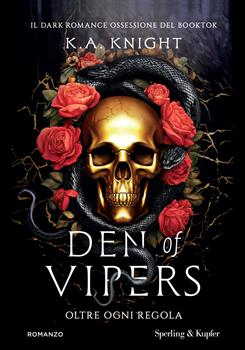 IL DARK ROMANCE OSSESSIONE DEL BOOKTOK
K.A. KNIGHT
DEN of
VIPERS
OLTRE OGNI REGOLA
ROMANZO
Sperling & Kupfer